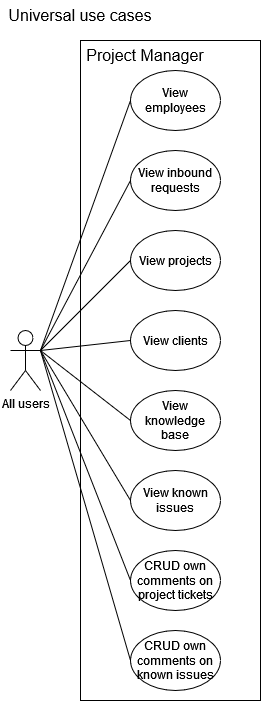 Universal use cases
Project Manager
View
employees
View inbound
requests
View projects
View clients
All users
View
knowledge
base
View known
issues
CRUD own
comments on
project tickets
CRUD own
comments on
known issues